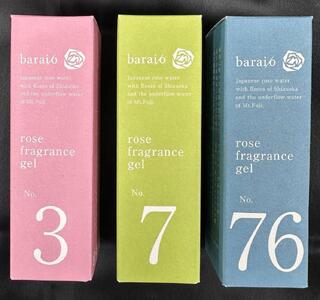 baraió
Japanese rose water
with Roses of Shizuoka
and the underflow water
of Mt.Fuji.
rose
fragrance
gel
No.
3
baraió
Japanese rose water
with Roses of Shizuoka
and the underflow water
of Mt.Fuji.
rose
fragrance
gel
No.
7
baraió
Japanese rose water
with Roses of Shizuoka
and the underflow water
of Mt.Fuji.
rose
fragrance
gel
No.
76